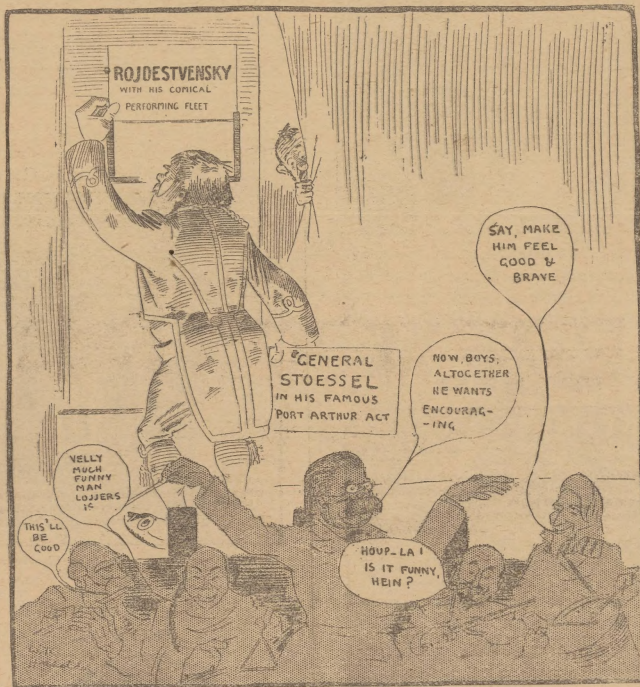 ROJDESTVENSKY
WITH HIS COMICAL
PERFORMING FLEET
SAY, MAKE
HIM FEEL
GOOD &
BRAVE
GENERAL
STOESSEL
IN HIS FAMOUS
PORT ARTHUR ACT
NOW, BOYS,
ALTOGETHER
HE WANTS
ENCOURAG-
-ING
VELLY
MUCH
FUNNY
MAN
LOJJERS
IS
THIS'LL
BE
GOOD
HOUP-LA!
IS IT FUNNY,
HEIN?